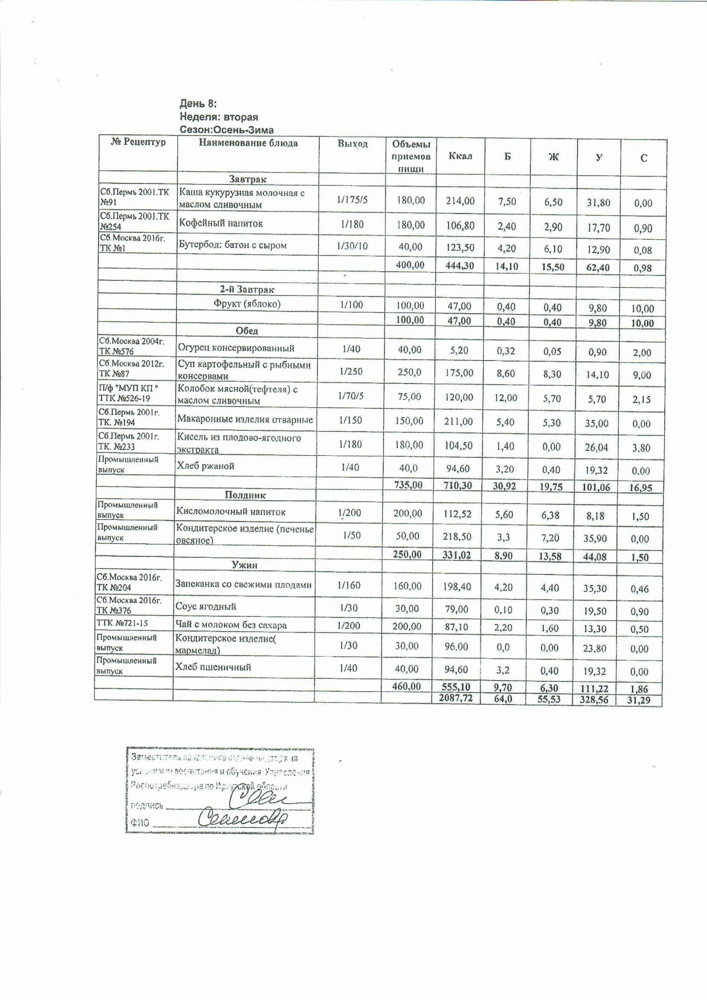 День 8:
Неделя: вторая
Сезон:Осень-Зима
№ Рецептур Наименование блюда Выход Объемы приемов пищи Ккал Б Ж У С
Завтрак
Сб.Пермь 2001.ТК №91 Каша кукурузная молочная с маслом сливочным 1/175/5 180,00 214,00 7,50 6,50 31,80 0,00
Сб.Пермь 2001.ТК №254 Кофейный напиток 1/180 180,00 106,80 2,40 2,90 17,70 0,90
Сб.Москва 2016г. ТК №1 Бутербод: батон с сыром 1/30/10 40,00 123,50 4,20 6,10 12,90 0,08
400,00 444,30 14,10 15,50 62,40 0,98
2-й Завтрак
Фрукт (яблоко) 1/100 100,00 47,00 0,40 0,40 9,80 10,00
100,00 47,00 0,40 0,40 9,80 10,00
Обед
Сб.Москва 2004г. ТК №576 Огурец консервированный 1/40 40,00 5,20 0,32 0,05 0,90 2,00
Сб.Москва 2012г. ТК №87 Суп картофельный с рыбными консервами 1/250 250,0 175,00 8,60 8,30 14,10 9,00
П/ф "МУП КП " ТТК №526-19 Колобок мясной(тефтеля) с маслом сливочным 1/70/5 75,00 120,00 12,00 5,70 5,70 2,15
Сб.Пермь 2001г. ТК. №194 Макаронные изделия отварные 1/150 150,00 211,00 5,40 5,30 35,00 0,00
Сб.Пермь 2001г. ТК. №233 Кисель из плодово-ягодного экстракта 1/180 180,00 104,50 1,40 0,00 26,04 3,80
Промышленный выпуск Хлеб ржаной 1/40 40,0 94,60 3,20 0,40 19,32 0,00
735,00 710,30 30,92 19,75 101,06 16,95
Полдник
Промышленный выпуск Кисломолочный напиток 1/200 200,00 112,52 5,60 6,38 8,18 1,50
Промышленный выпуск Кондитерское изделие (печенье овсяное) 1/50 50,00 218,50 3,3 7,20 35,90 0,00
250,00 331,02 8,90 13,58 44,08 1,50
Ужин
Сб.Москва 2016г. ТК №204 Запеканка со свежими плодами 1/160 160,00 198,40 4,20 4,40 35,30 0,46
Сб.Москва 2016г. ТК №376 Соус ягодный 1/30 30,00 79,00 0,10 0,30 19,50 0,90
ТТК №721-15 Чай с молоком без сахара 1/200 200,00 87,10 2,20 1,60 13,30 0,50
Промышленный выпуск Кондитерское изделие( мармелад) 1/30 30,00 96,00 0,0 0,00 23,80 0,00
Промышленный выпуск Хлеб пшеничный 1/40 40,00 94,60 3,2 0,40 19,32 0,00
460,00 555,10 9,70 6,30 111,22 1,86
2087,72 64,0 55,53 328,56 31,29
Заместитель начальника отдела надзора за
условиями воспитания и обучения Управления
Роспотребнадзора по Иркутской области
подпись
ФИО